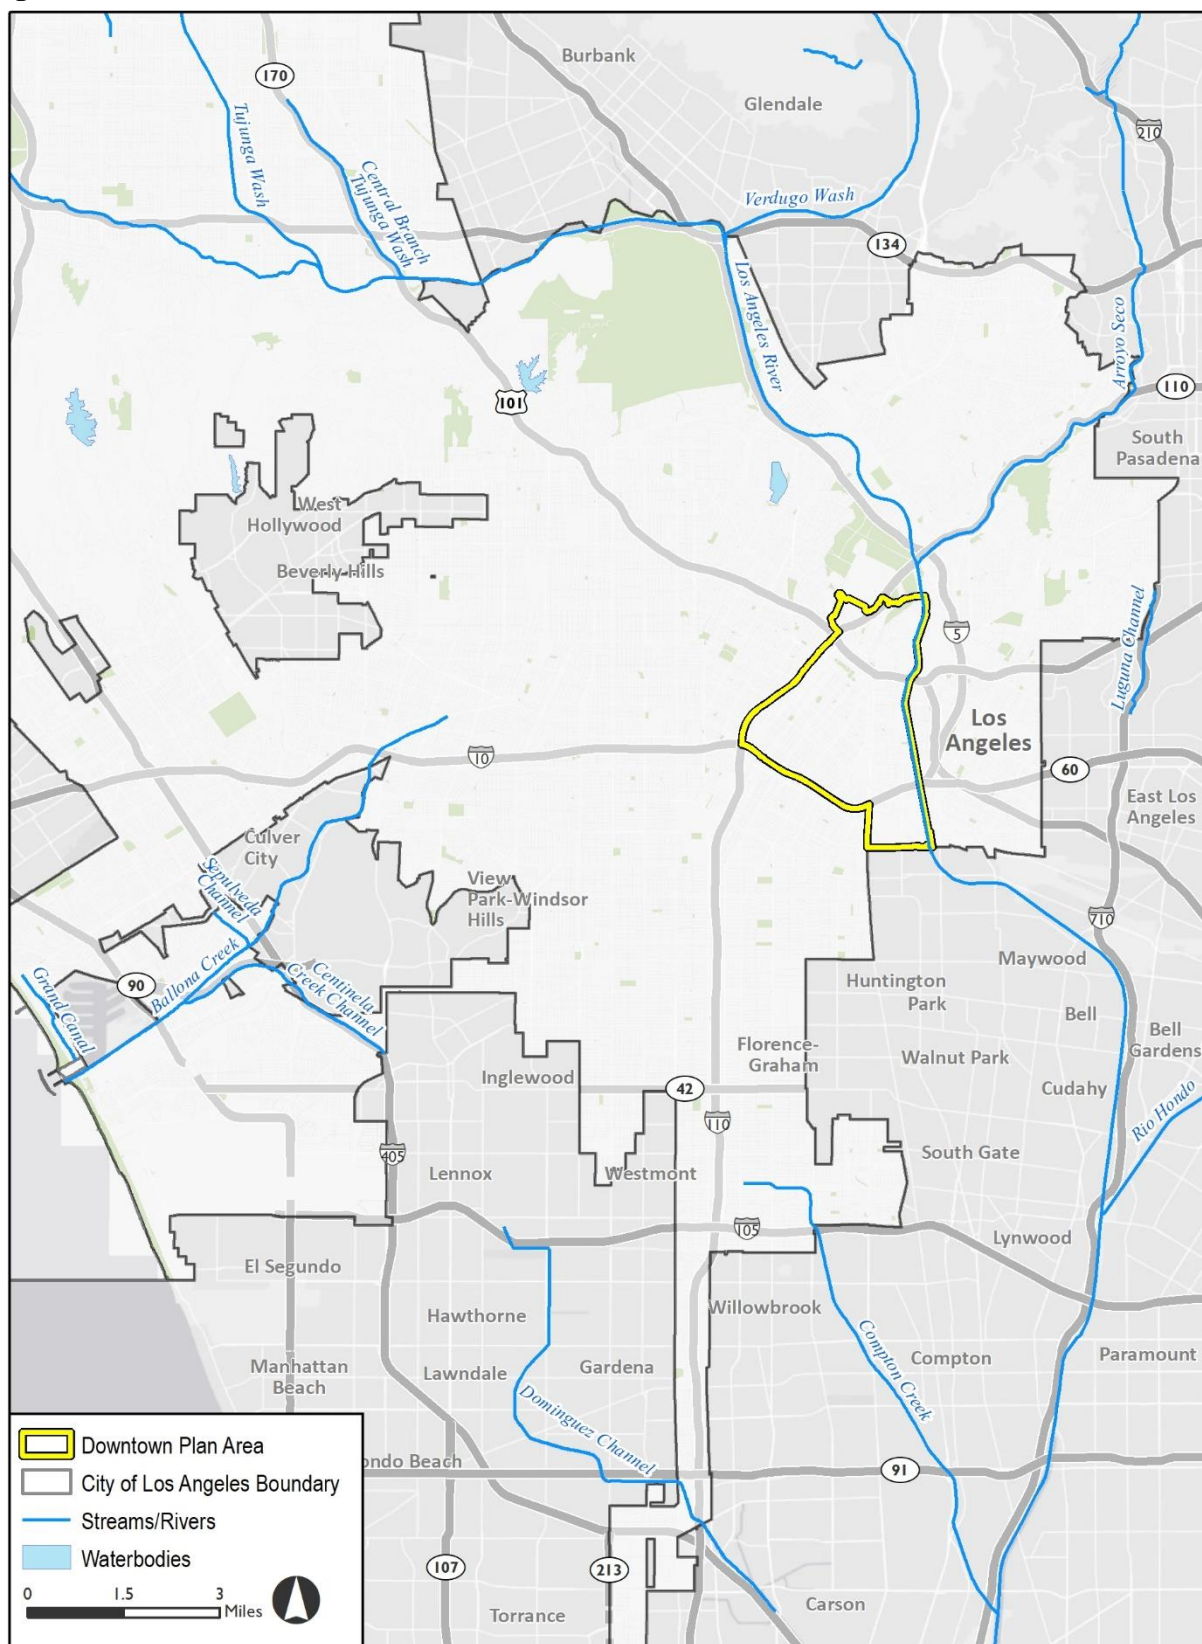 Burbank
170
Glendale
210
Tujunga Wash
Central Branch
Tujunga Wash
Verdugo Wash
134
Los Angeles River
Arroyo Seco
101
110
South
Pasadena
West
Hollywood
Beverly Hills
5
Luguna Channel
Los
Angeles
10
60
East Los
Angeles
Culver
City
Sepulveda
Channel
View
Park-Windsor
Hills
710
Maywood
Ballona Creek
90
Centinela
Creek Channel
Grand Canal
Huntington
Park
Bell
Bell
Gardens
Florence-
Graham
Walnut Park
Inglewood
42
Cudahy
Rio Hondo
110
405
Lennox
Westmont
South Gate
105
Lynwood
El Segundo
Hawthorne
Willowbrook
Manhattan
Beach
Lawndale
Gardena
Compton Creek
Compton
Paramount
Dominguez Channel
ondo Beach
91
Downtown Plan Area
City of Los Angeles Boundary
Streams/Rivers
Waterbodies
0 1.5 3
Miles
107
213
Torrance
Carson